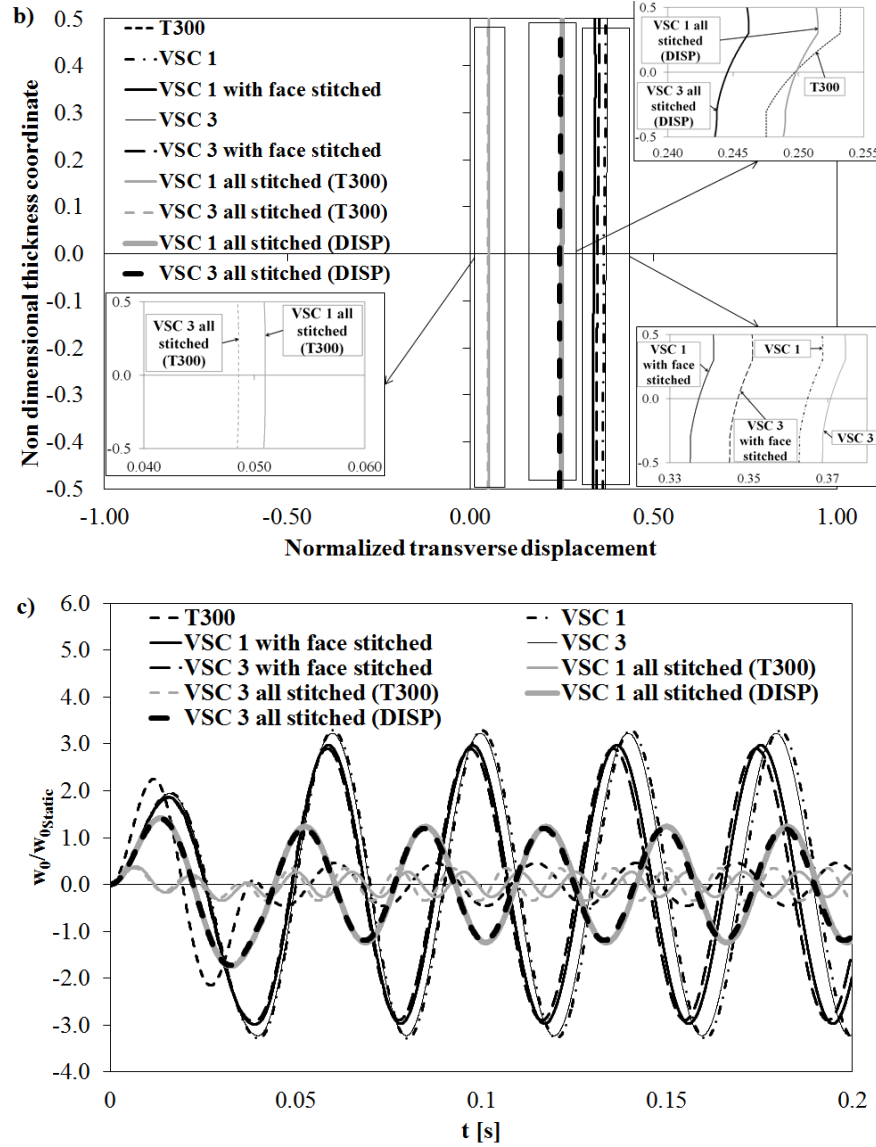 b)
0.5
0.4
0.3
0.2
0.1
0.0
-0.1
-0.2
-0.3
-0.4
-0.5
Non dimensional thickness coordinate
T300
VSC 1
VSC 1 with face stitched
VSC 3
VSC 3 with face stitched
VSC 1 all stitched (T300)
VSC 3 all stitched (T300)
VSC 1 all stitched (DISP)
VSC 3 all stitched (DISP)
0.5
0.0
-0.5
VSC 1 all
stitched
(DISP)
T300
VSC 3 all
stitched
(DISP)
0.240
0.245
0.250
0.255
0.5
0.0
-0.5
VSC 3 all
stitched
(T300)
VSC 1 all
stitched
(T300)
0.040
0.050
0.060
0.5
0.0
-0.5
VSC 1
with face
stitched
VSC 1
VSC 3
with face
stitched
VSC 3
0.33
0.35
0.37
-1.00
-0.50
0.00
0.50
1.00
Normalized transverse displacement
c)
6.0
5.0
4.0
3.0
2.0
1.0
0.0
-1.0
-2.0
-3.0
-4.0
w0/w0Static
T300
VSC 1
VSC 1 with face stitched
VSC 3
VSC 3 with face stitched
VSC 1 all stitched (T300)
VSC 3 all stitched (T300)
VSC 1 all stitched (DISP)
VSC 3 all stitched (DISP)
0
0.05
0.1
0.15
0.2
t [s]